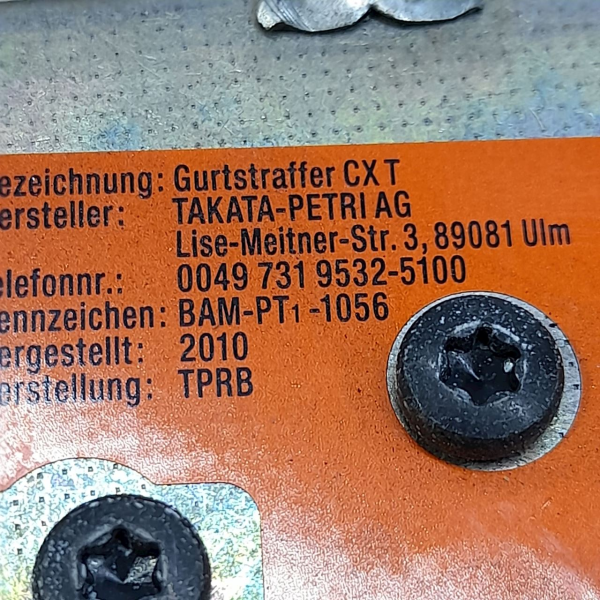 ezeichnung: Gurtstraffer CX T
ersteller: TAKATA-PETRI AG
Lise-Meitner-Str. 3, 89081 Ulm
elefonnr.: 0049 731 9532-5100
ennzeichen: BAM-PT1-1056
ergestellt: 2010
erstellung: TPRB